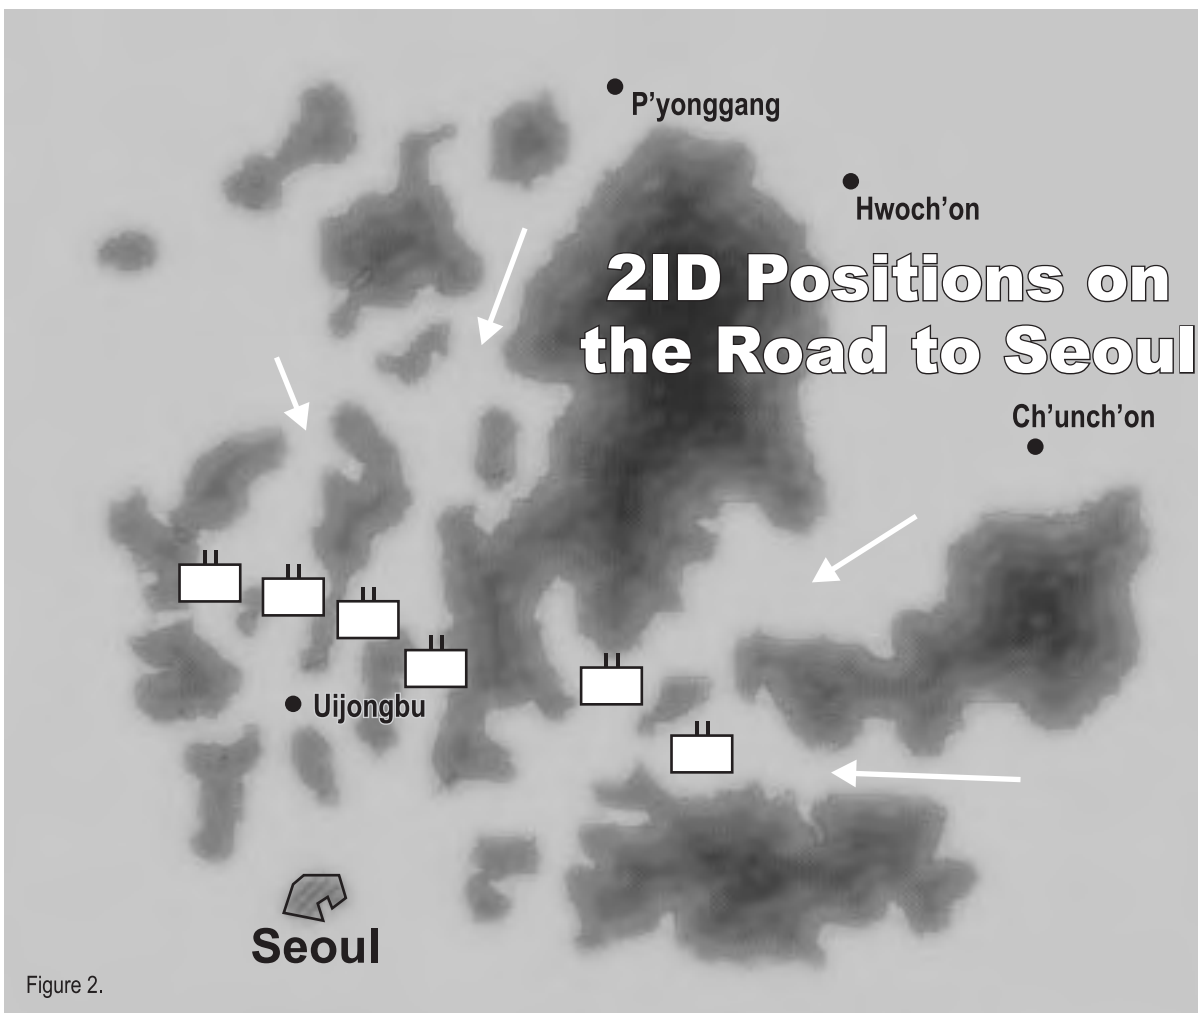 P'yonggang
Hwoch'on
2ID Positions on
the Road to Seoul
Ch'unch'on
Uijongbu
Seoul
Figure 2.